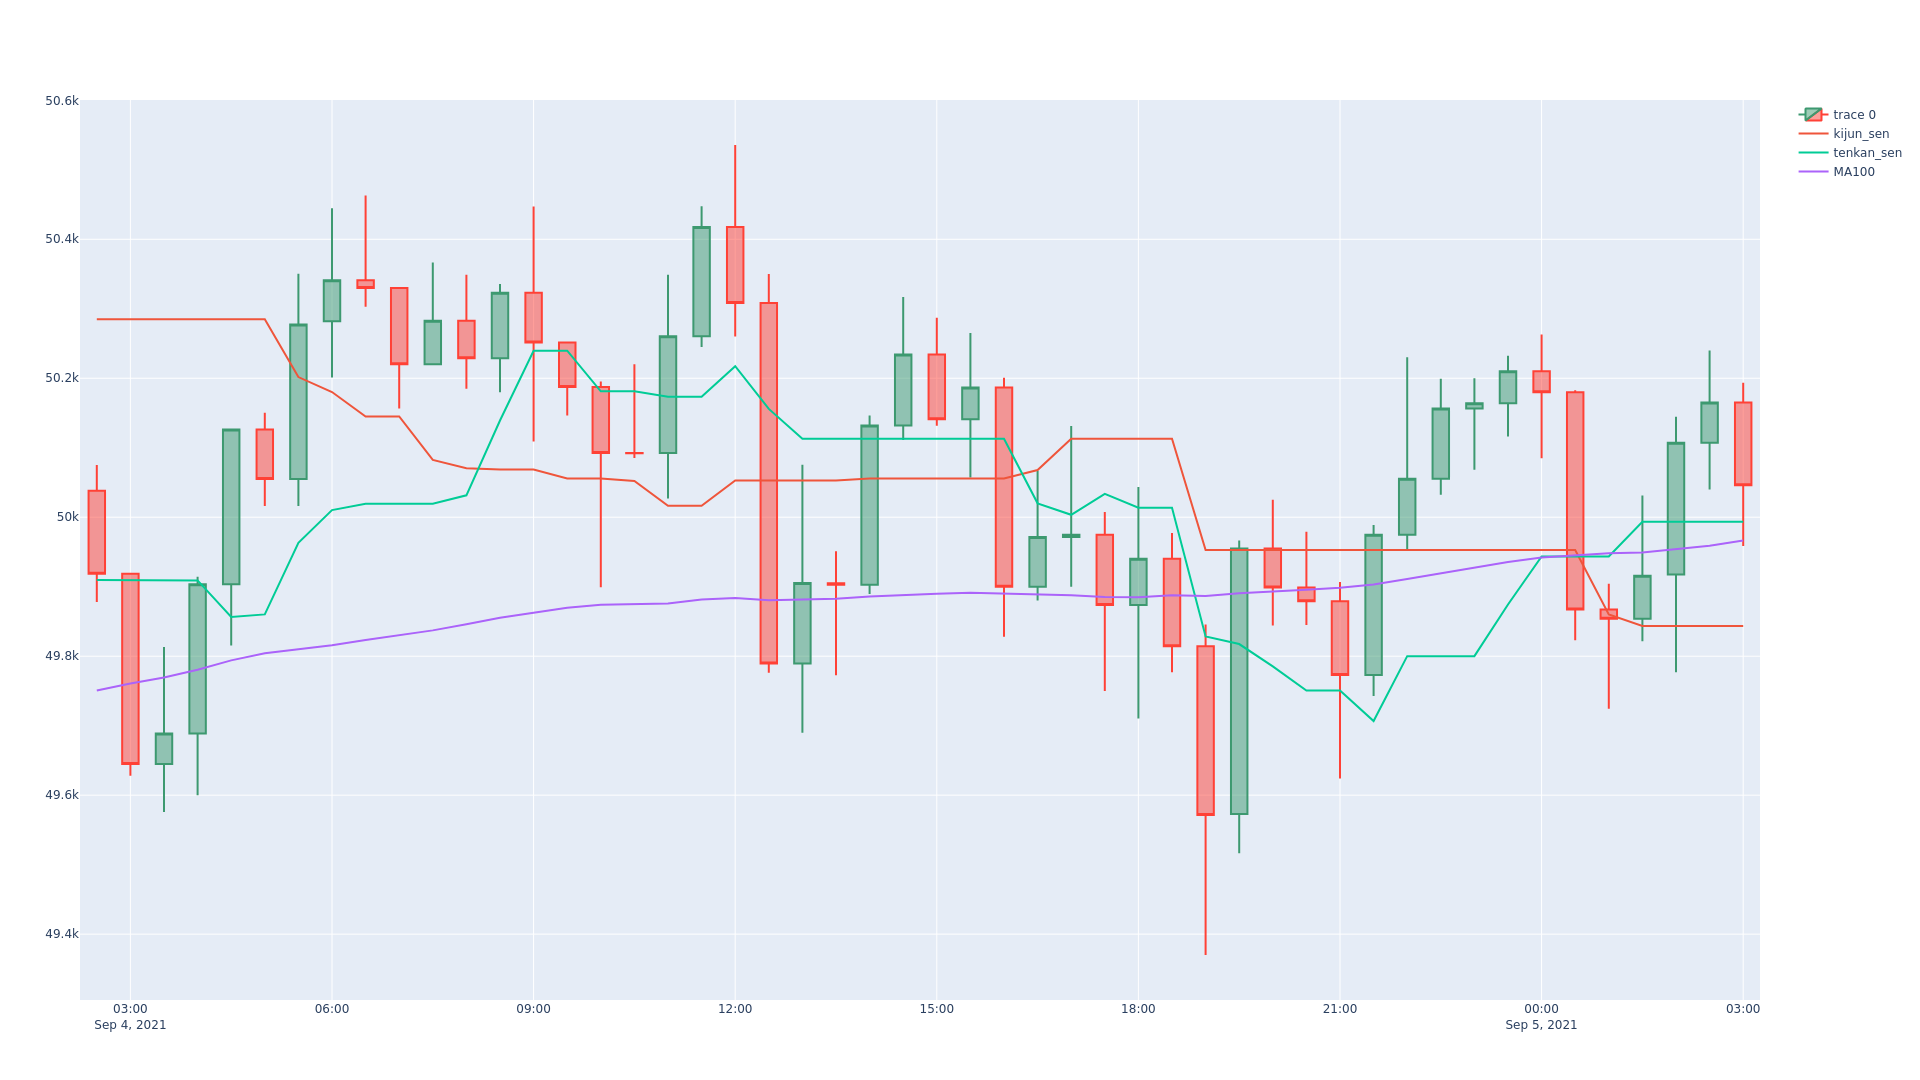 50.6k
50.4k
50.2k
50k
49.8k
49.6k
49.4k
03:00 06:00 09:00 12:00 15:00 18:00 21:00 00:00 03:00
Sep 4, 2021 Sep 5, 2021
trace 0
kijun_sen
tenkan_sen
MA100